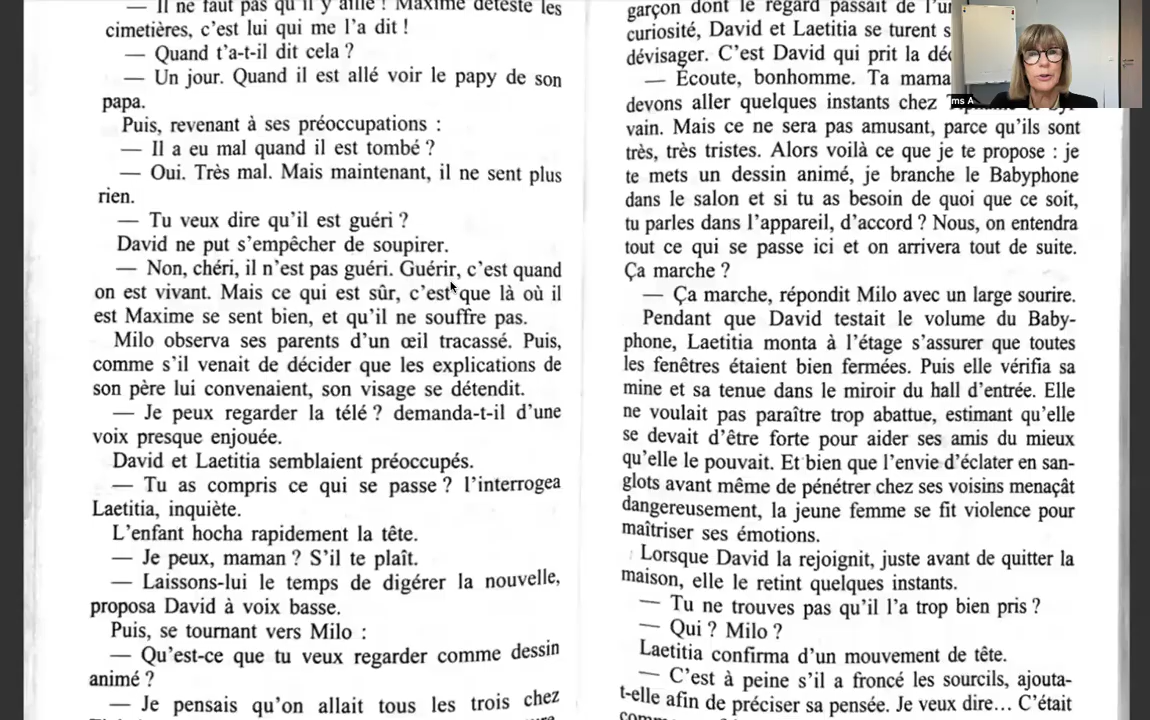 — Il ne faut pas qu'il y aille ! Maxime déteste les
cimetières, c'est lui qui me l'a dit !
— Quand t'a-t-il dit cela ?
— Un jour. Quand il est allé voir le papy de son
papa.
Puis, revenant à ses préoccupations :
— Il a eu mal quand il est tombé ?
— Oui. Très mal. Mais maintenant, il ne sent plus
rien.
— Tu veux dire qu'il est guéri ?
David ne put s'empêcher de soupirer.
— Non, chéri, il n'est pas guéri. Guérir, c'est quand
on est vivant. Mais ce qui est sûr, c'est que là où il
est Maxime se sent bien, et qu'il ne souffre pas.
Milo observa ses parents d'un œil tracassé. Puis,
comme s'il venait de décider que les explications de
son père lui convenaient, son visage se détendit.
— Je peux regarder la télé ? demanda-t-il d'une
voix presque enjouée.
David et Laetitia semblaient préoccupés.
— Tu as compris ce qui se passe ? l'interrogea
Laetitia, inquiète.
L'enfant hocha rapidement la tête.
— Je peux, maman ? S'il te plaît.
— Laissons-lui le temps de digérer la nouvelle,
proposa David à voix basse.
Puis, se tournant vers Milo :
— Qu'est-ce que tu veux regarder comme dessin
animé ?
— Je pensais qu'on allait tous les trois chez
garçon dont le regard passait de l'un
curiosité, David et Laetitia se turent
dévisager. C'est David qui prit la
— Écoute, bonhomme. Ta
devons aller quelques instants chez
vain. Mais ce ne sera pas amusant, parce qu'ils sont
très, très tristes. Alors voilà ce que je te propose : je
te mets un dessin animé, je branche le Babyphone
dans le salon et si tu as besoin de quoi que ce soit,
tu parles dans l'appareil, d'accord ? Nous, on entendra
tout ce qui se passe ici et on arrivera tout de suite.
Ça marche ?
— Ça marche, répondit Milo avec un large sourire.
Pendant que David testait le volume du Baby-
phone, Laetitia monta à l'étage s'assurer que toutes
les fenêtres étaient bien fermées. Puis elle vérifia sa
mine et sa tenue dans le miroir du hall d'entrée. Elle
ne voulait pas paraître trop abattue, estimant qu'elle
se devait d'être forte pour aider ses amis du mieux
qu'elle le pouvait. Et bien que l'envie d'éclater en san-
glots avant même de pénétrer chez ses voisins menaçât
dangereusement, la jeune femme se fit violence pour
maîtriser ses émotions.
Lorsque David la rejoignit, juste avant de quitter la
maison, elle le retint quelques instants.
— Tu ne trouves pas qu'il l'a trop bien pris ?
— Qui ? Milo ?
Laetitia confirma d'un mouvement de tête.
— C'est à peine s'il a froncé les sourcils, ajouta-
t-elle afin de préciser sa pensée. Je veux dire... C'était
ms A